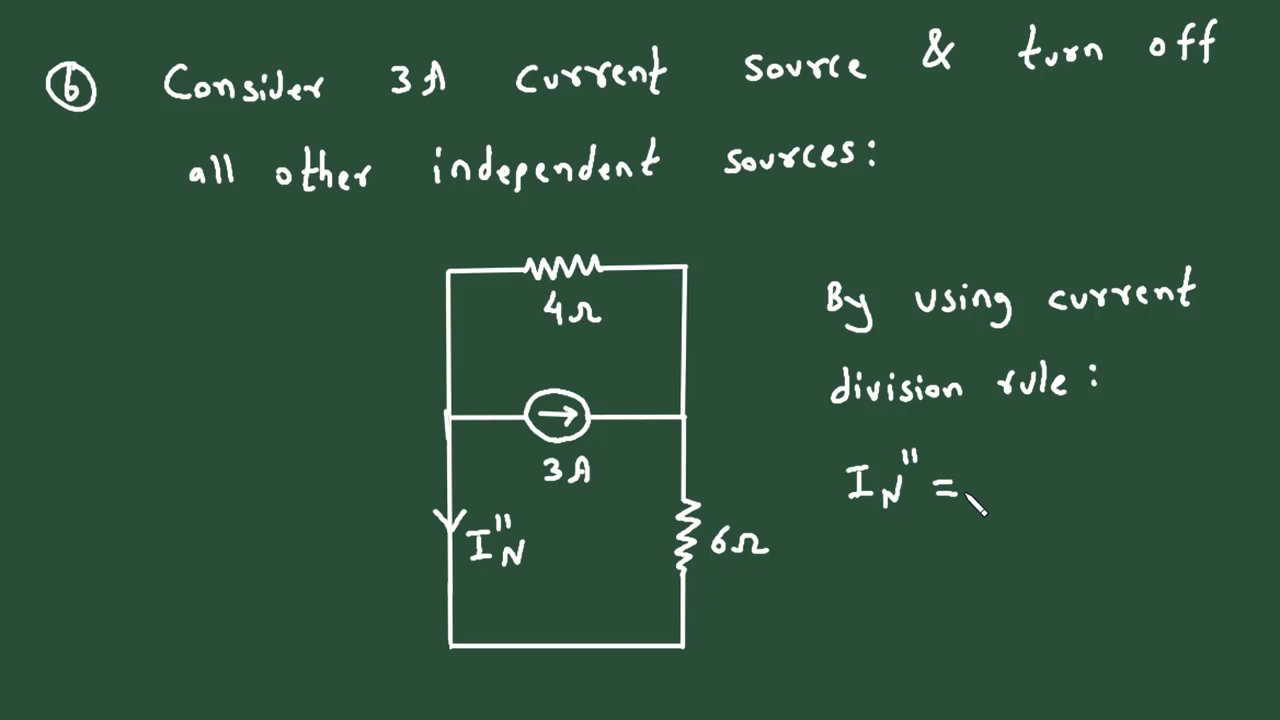 ⑥ Consider 3A current source & turn off
all other independent sources:
4Ω
By using current
division rule:
3A
I_N'' =
I_N''
6Ω